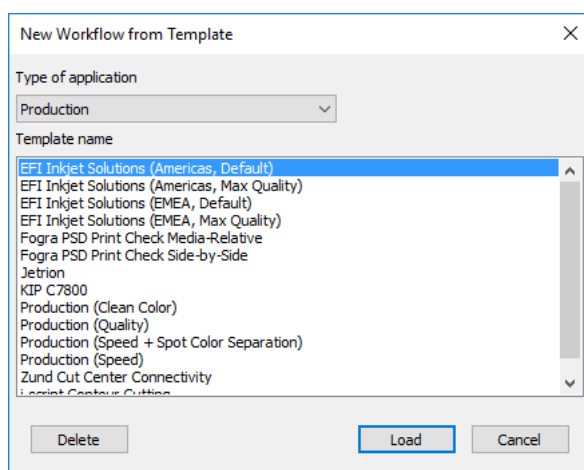 New Workflow from Template
Type of application
Production
Template name
EFI Inkjet Solutions (Americas, Default)
EFI Inkjet Solutions (Americas, Max Quality)
EFI Inkjet Solutions (EMEA, Default)
EFI Inkjet Solutions (EMEA, Max Quality)
Fogra PSD Print Check Media-Relative
Fogra PSD Print Check Side-by-Side
Jetrion
KIP C7800
Production (Clean Color)
Production (Quality)
Production (Speed + Spot Color Separation)
Production (Speed)
Zund Cut Center Connectivity
i-script Contour Cutting
Delete
Load
Cancel